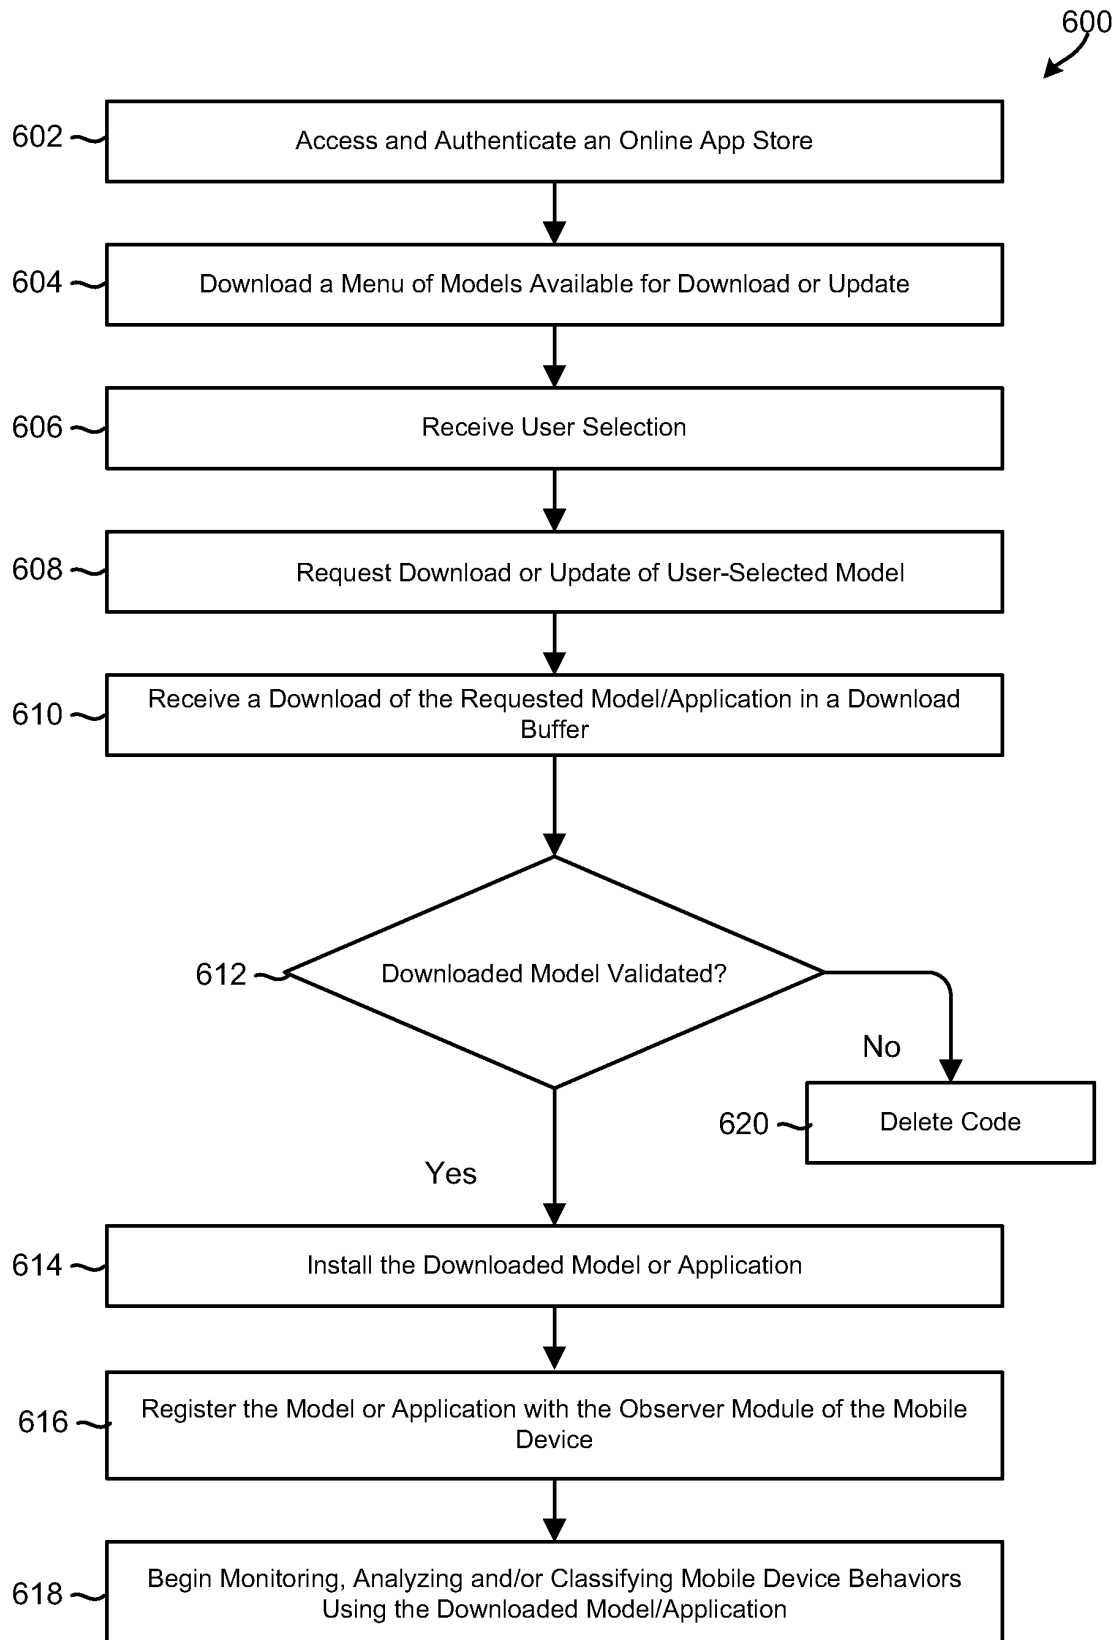 600
602
Access and Authenticate an Online App Store
604
Download a Menu of Models Available for Download or Update
606
Receive User Selection
608
Request Download or Update of User-Selected Model
610
Receive a Download of the Requested Model/Application in a Download
Buffer
612
Downloaded Model Validated?
No
620
Delete Code
Yes
614
Install the Downloaded Model or Application
616
Register the Model or Application with the Observer Module of the Mobile
Device
618
Begin Monitoring, Analyzing and/or Classifying Mobile Device Behaviors
Using the Downloaded Model/Application